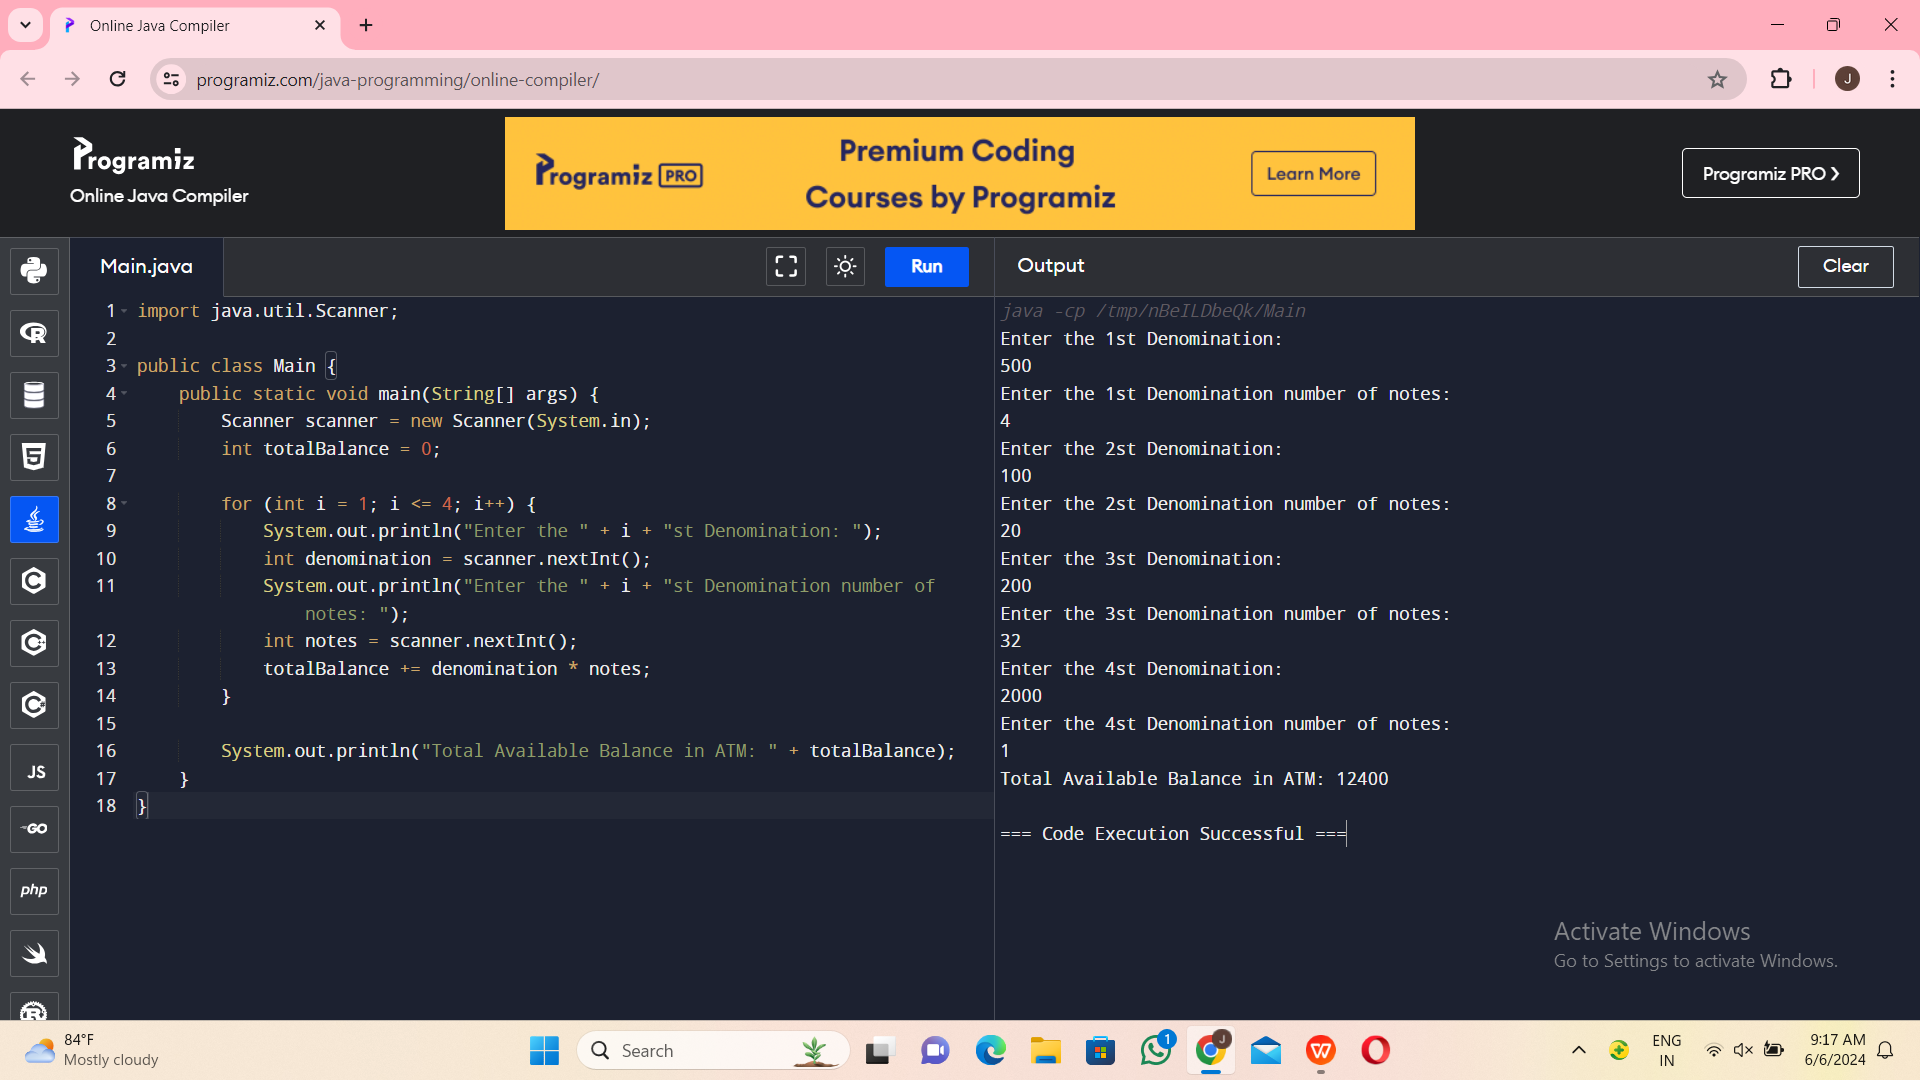 Online Java Compiler
programiz.com/java-programming/online-compiler/
J
Programiz
Online Java Compiler
Programiz PRO
Premium Coding
Courses by Programiz
Learn More
Programiz PRO ❯
Main.java
Run
Output
Clear
1 import java.util.Scanner;
2
3 public class Main {
4     public static void main(String[] args) {
5         Scanner scanner = new Scanner(System.in);
6         int totalBalance = 0;
7
8         for (int i = 1; i <= 4; i++) {
9             System.out.println("Enter the " + i + "st Denomination: ");
10             int denomination = scanner.nextInt();
11             System.out.println("Enter the " + i + "st Denomination number of
notes: ");
12             int notes = scanner.nextInt();
13             totalBalance += denomination * notes;
14         }
15
16         System.out.println("Total Available Balance in ATM: " + totalBalance);
17     }
18 }
java -cp /tmp/nBeILDbeQk/Main
Enter the 1st Denomination:
500
Enter the 1st Denomination number of notes:
4
Enter the 2st Denomination:
100
Enter the 2st Denomination number of notes:
20
Enter the 3st Denomination:
200
Enter the 3st Denomination number of notes:
32
Enter the 4st Denomination:
2000
Enter the 4st Denomination number of notes:
1
Total Available Balance in ATM: 12400
=== Code Execution Successful ===
JS
GO
php
Activate Windows
Go to Settings to activate Windows.
84°F
Mostly cloudy
Search
1
J
ENG
IN
9:17 AM
6/6/2024